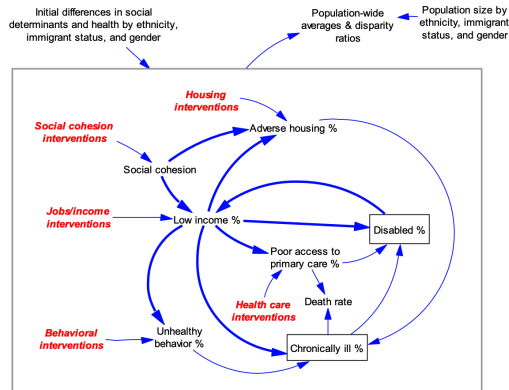 Initial differences in social
determinants and health by ethnicity,
immigrant status, and gender
Population-wide
averages & disparity
ratios
Population size by
ethnicity, immigrant
status, and gender
Housing
interventions
Social cohesion
interventions
Adverse housing %
Social cohesion
Jobs/income
interventions
Low income %
Disabled %
Poor access to
primary care %
Health care
interventions
Death rate
Behavioral
interventions
Unhealthy
behavior %
Chronically ill %